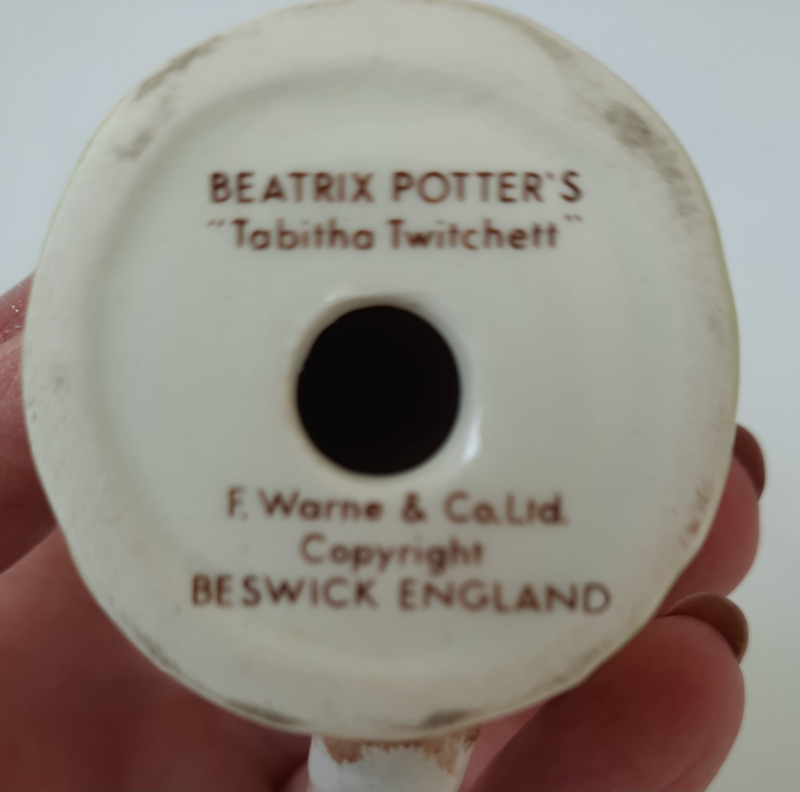 BEATRIX POTTER'S
"Tabitha Twitchett"
F. Warne & Co. Ltd.
Copyright
BESWICK ENGLAND